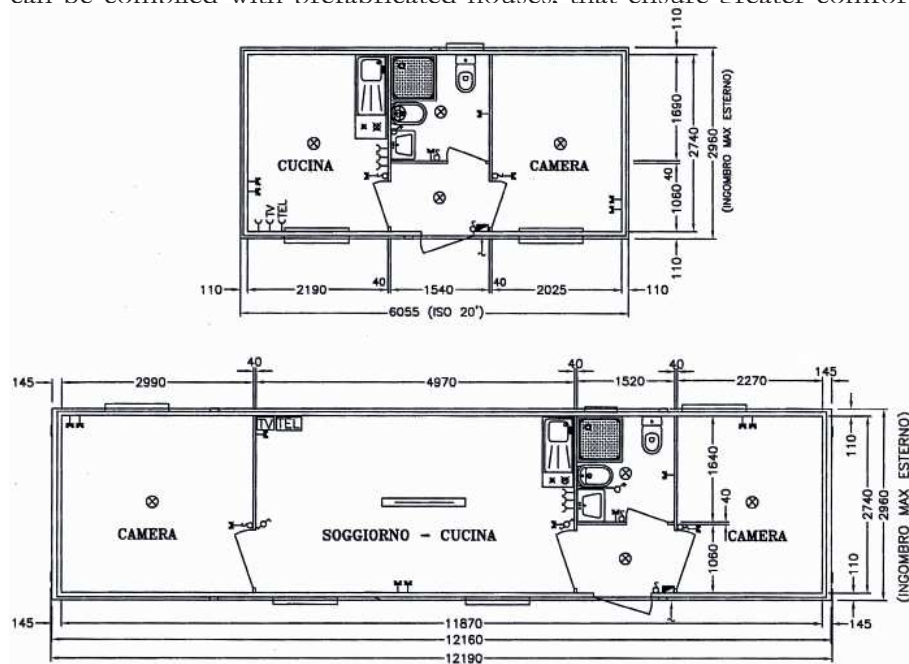 can be combined with prefabricated houses, that ensure greater comfor
110
1690
2740
2960
(INGOMBRO MAX ESTERNO)
40
1060
110
CUCINA
CAMERA
TV
TEL
110
2190
40
1540
40
2025
110
6055 (ISO 20')
145
2990
40
4970
40
1520
40
2270
145
TV
TEL
CAMERA
SOGGIORNO - CUCINA
CAMERA
1640
40
1060
110
2740
2960
110
(INGOMBRO MAX ESTERNO)
145
11870
145
12160
12190